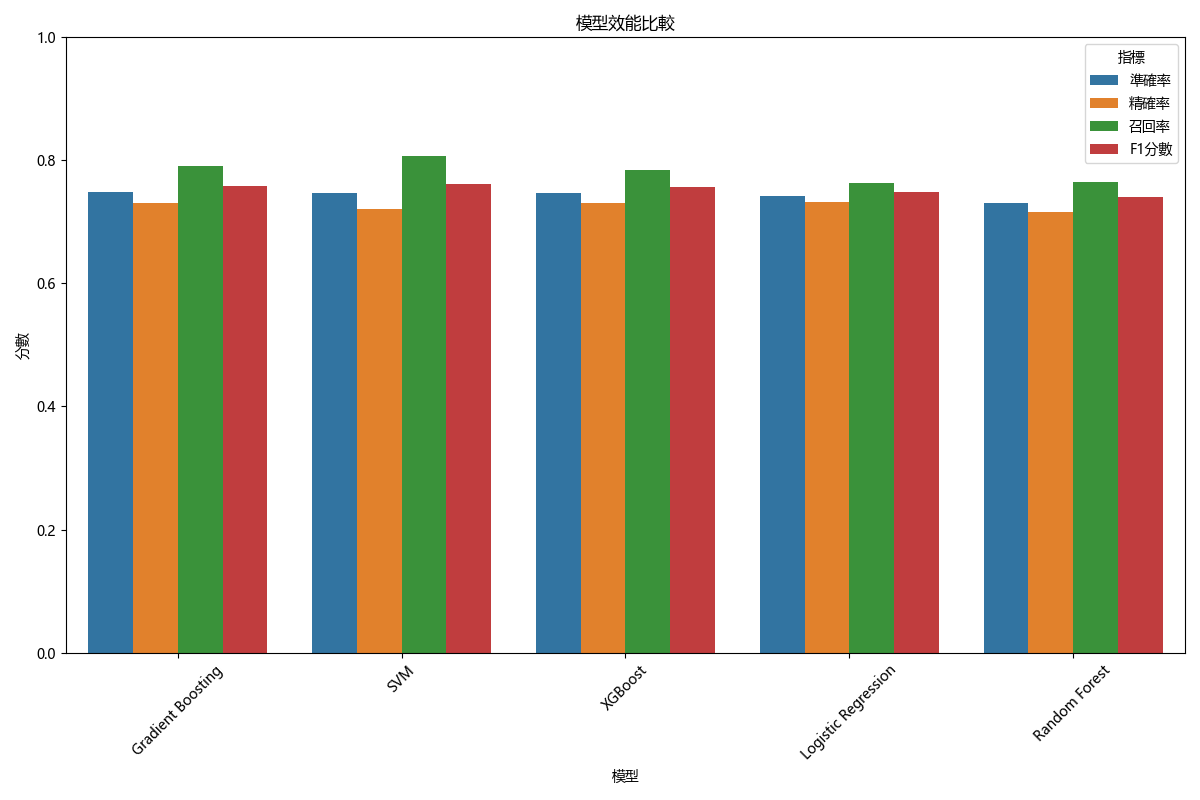 模型效能比較
指標
準確率
精確率
召回率
F1分數
分數
1.0
0.8
0.6
0.4
0.2
0.0
Gradient Boosting
SVM
XGBoost
Logistic Regression
Random Forest
模型